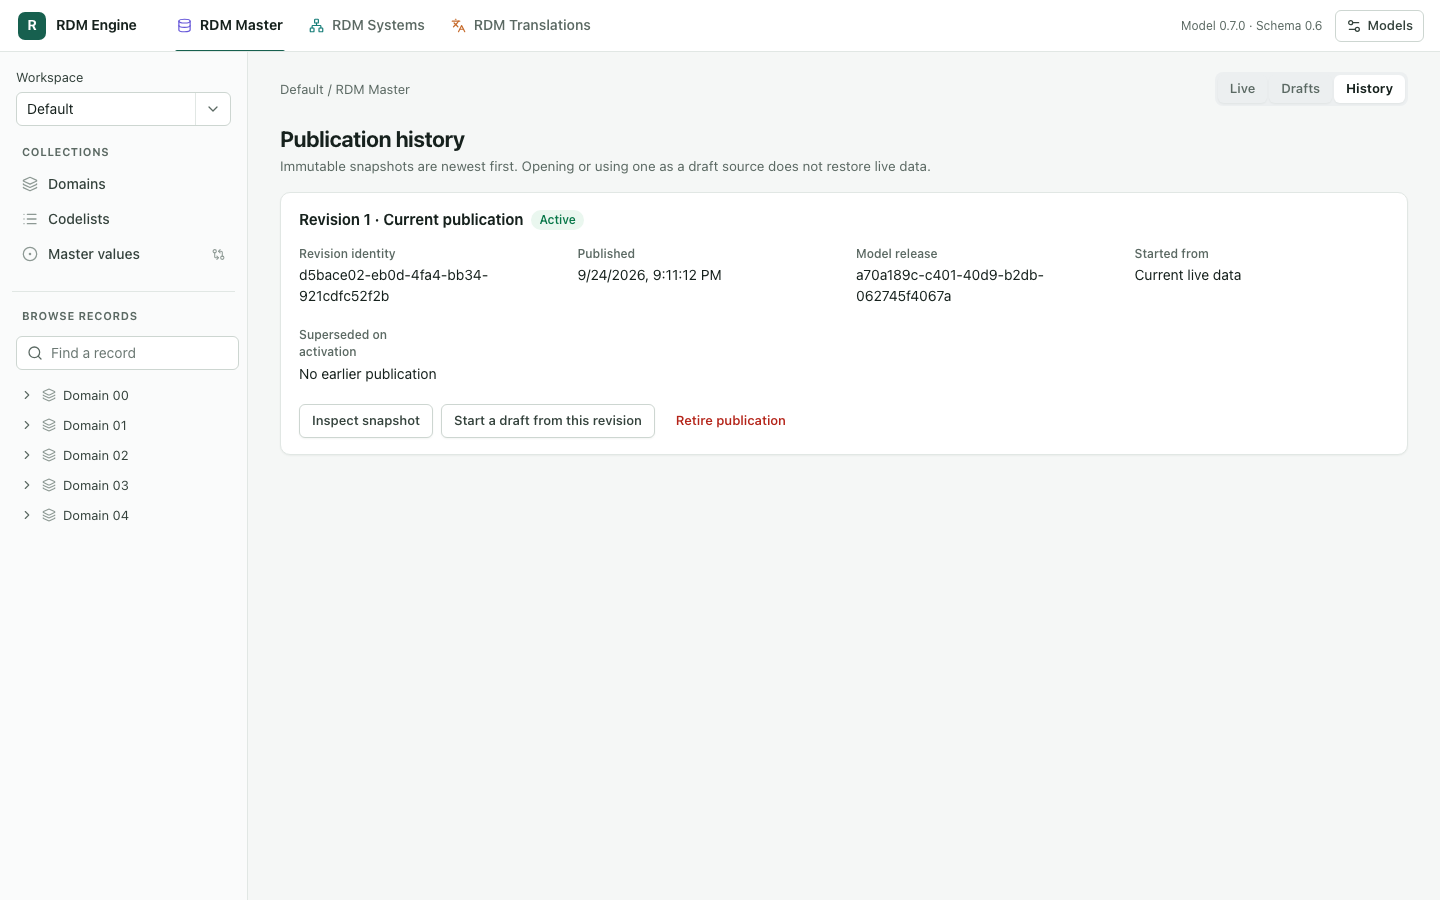 R RDM Engine RDM Master RDM Systems RDM Translations Model 0.7.0 · Schema 0.6 Models
Workspace
Default
COLLECTIONS
Domains
Codelists
Master values
BROWSE RECORDS
Find a record
Domain 00
Domain 01
Domain 02
Domain 03
Domain 04
Default / RDM Master
Live Drafts History
Publication history
Immutable snapshots are newest first. Opening or using one as a draft source does not restore live data.
Revision 1 · Current publication Active
Revision identity
d5bace02-eb0d-4fa4-bb34-
921cdfc52f2b
Published
9/24/2026, 9:11:12 PM
Model release
a70a189c-c401-40d9-b2db-
062745f4067a
Started from
Current live data
Superseded on
activation
No earlier publication
Inspect snapshot Start a draft from this revision Retire publication